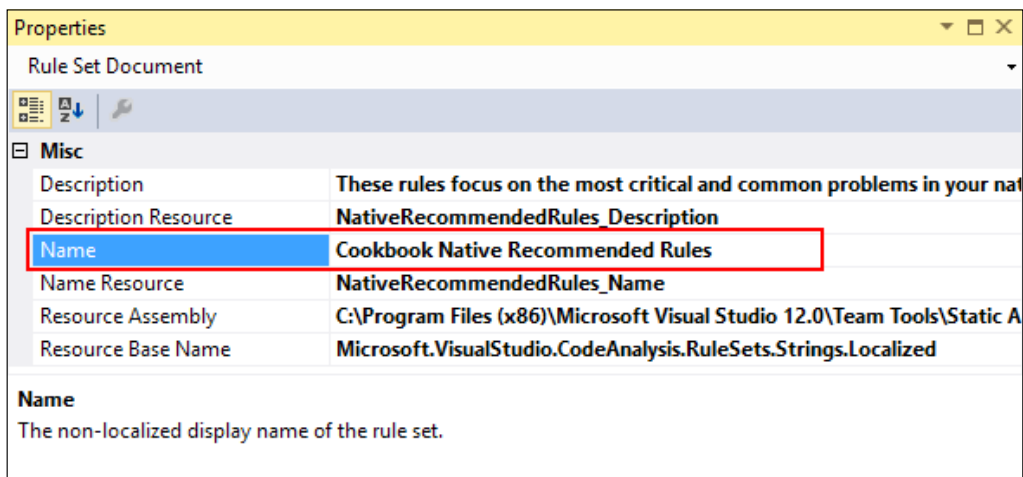 Properties
Rule Set Document
Misc
Description These rules focus on the most critical and common problems in your nat
Description Resource NativeRecommendedRules_Description
Name Cookbook Native Recommended Rules
Name Resource NativeRecommendedRules_Name
Resource Assembly C:\Program Files (x86)\Microsoft Visual Studio 12.0\Team Tools\Static A
Resource Base Name Microsoft.VisualStudio.CodeAnalysis.RuleSets.Strings.Localized
Name
The non-localized display name of the rule set.